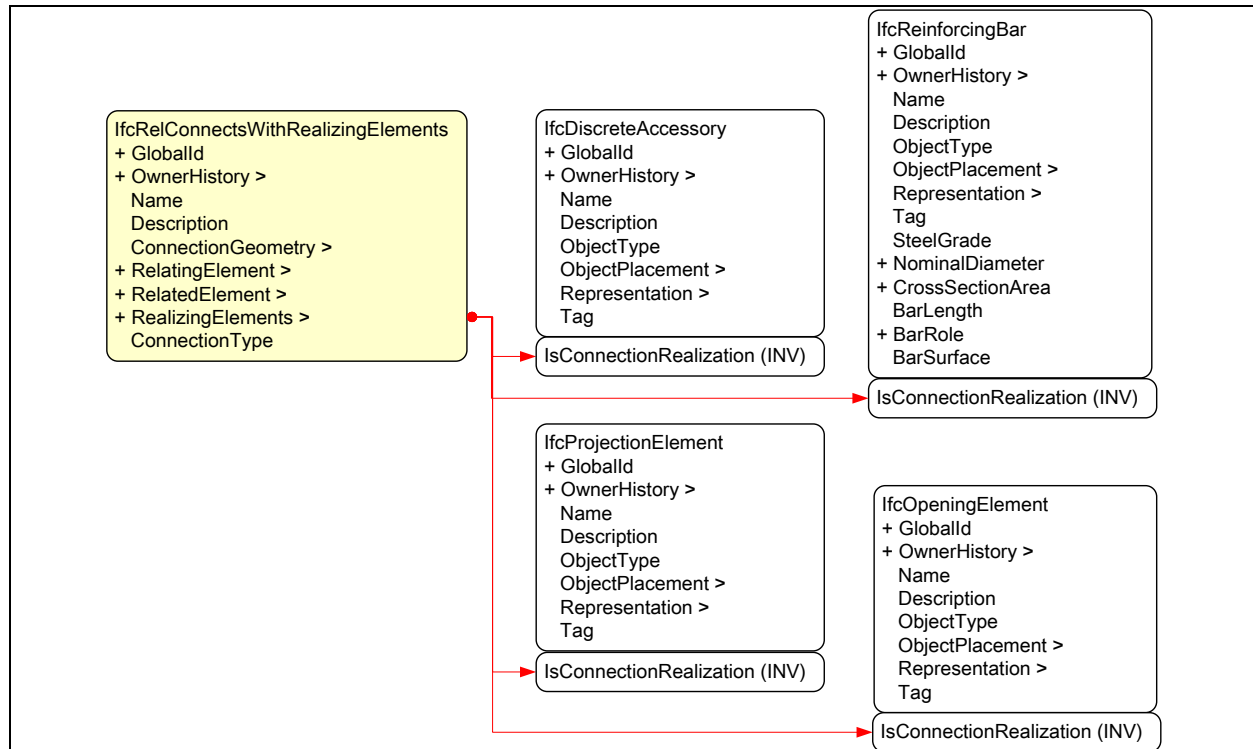 IfcRelConnectsWithRealizingElements
+ GlobalId
+ OwnerHistory >
Name
Description
ConnectionGeometry >
+ RelatingElement >
+ RelatedElement >
+ RealizingElements >
ConnectionType
IfcDiscreteAccessory
+ GlobalId
+ OwnerHistory >
Name
Description
ObjectType
ObjectPlacement >
Representation >
Tag
IsConnectionRealization (INV)
IfcReinforcingBar
+ GlobalId
+ OwnerHistory >
Name
Description
ObjectType
ObjectPlacement >
Representation >
Tag
SteelGrade
+ NominalDiameter
+ CrossSectionArea
BarLength
+ BarRole
BarSurface
IsConnectionRealization (INV)
IfcProjectionElement
+ GlobalId
+ OwnerHistory >
Name
Description
ObjectType
ObjectPlacement >
Representation >
Tag
IsConnectionRealization (INV)
IfcOpeningElement
+ GlobalId
+ OwnerHistory >
Name
Description
ObjectType
ObjectPlacement >
Representation >
Tag
IsConnectionRealization (INV)